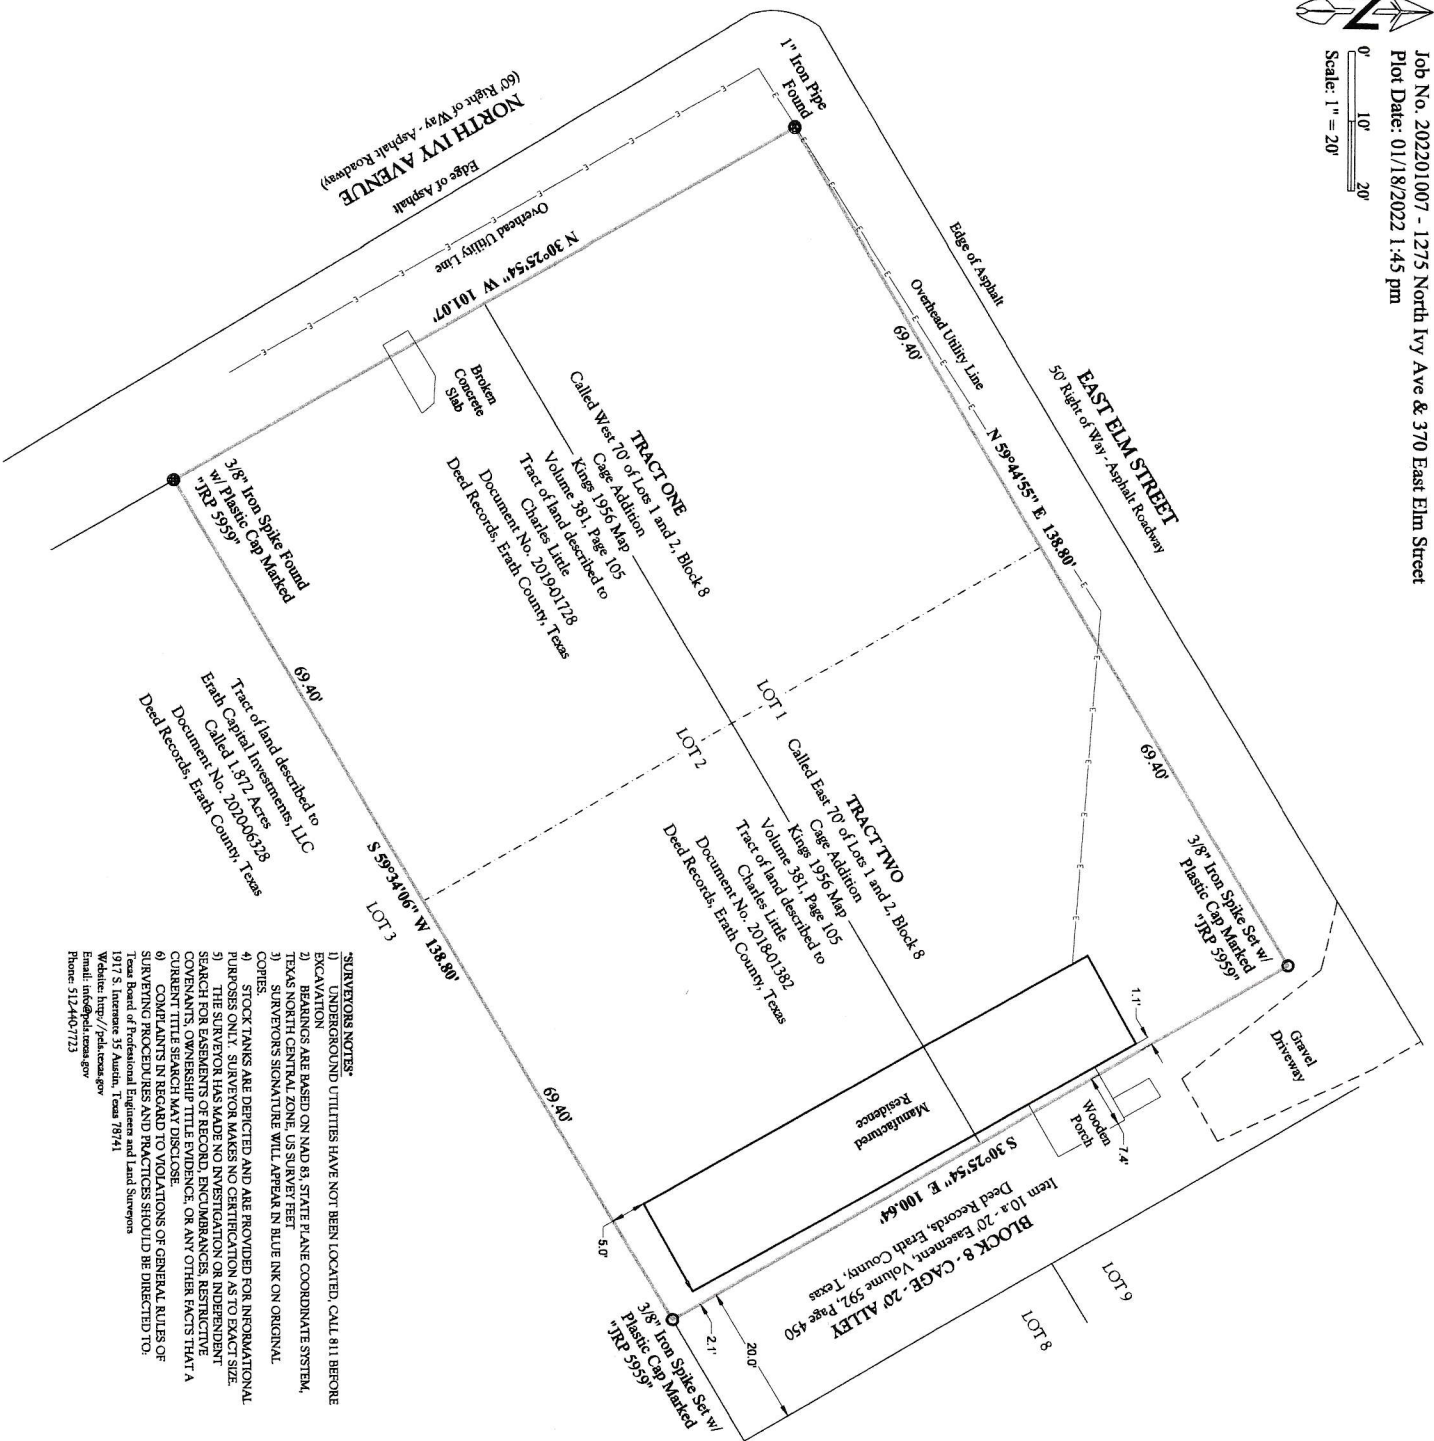 Job No. 202201007 - 1275 North Ivy Ave & 370 East Elm Street
Plot Date: 01/18/2022 1:45 pm
0' 10' 20'
Scale: 1" = 20'
1" Iron Pipe
Found
NORTH IVY AVENUE
(60' Right of Way - Asphalt Roadway)
Edge of Asphalt
Overhead Utility Line
N 30°25'54" W 101.07'
Edge of Asphalt
EAST ELM STREET
50' Right of Way - Asphalt Roadway
Overhead Utility Line
69.40'
N 59°44'55" E 138.80'
69.40'
3/8" Iron Spike Set w/
Plastic Cap Marked
"JRP 5959"
Gravel
Driveway
Broken
Concrete
Slab
TRACT ONE
Called West 70' of Lots 1 and 2, Block 8
Cage Addition
Kings 1956 Map
Volume 381, Page 105
Tract of land described to
Charles Little
Document No. 2019-01728
Deed Records, Erath County, Texas
LOT 1
LOT 2
TRACT TWO
Called East 70' of Lots 1 and 2, Block 8
Cage Addition
Kings 1956 Map
Volume 381, Page 105
Tract of land described to
Charles Little
Document No. 2018-01382
Deed Records, Erath County, Texas
1.1'
Wooden
Porch
7.4'
Manufactured
Residence
S 30°25'54" E 100.64'
Item 10.a - 20' Easement, Volume 592, Page 450
Deed Records, Erath County, Texas
BLOCK 8 - CAGE - 20' ALLEY
LOT 9
LOT 8
5.0'
2.1'
20.0'
3/8" Iron Spike Set w/
Plastic Cap Marked
"JRP 5959"
3/8" Iron Spike Found
w/ Plastic Cap Marked
"JRP 5959"
69.40'
S 59°34'06" W 138.80'
69.40'
LOT 3
Tract of land described to
Erath Capital Investments, LLC
Called 1.872 Acres
Document No. 2020-06328
Deed Records, Erath County, Texas
*SURVEYORS NOTES*
1) UNDERGROUND UTILITIES HAVE NOT BEEN LOCATED, CALL 811 BEFORE
EXCAVATION
2) BEARINGS ARE BASED ON NAD 83, STATE PLANE COORDINATE SYSTEM,
TEXAS NORTH CENTRAL ZONE, US SURVEY FEET
3) SURVEYOR'S SIGNATURE WILL APPEAR IN BLUE INK ON ORIGINAL
COPIES.
4) STOCK TANKS ARE DEPICTED AND ARE PROVIDED FOR INFORMATIONAL
PURPOSES ONLY. SURVEYOR MAKES NO CERTIFICATION AS TO EXACT SIZE.
5) THE SURVEYOR HAS MADE NO INVESTIGATION OR INDEPENDENT
SEARCH FOR EASEMENTS OF RECORD, ENCUMBRANCES, RESTRICTIVE
COVENANTS, OWNERSHIP TITLE EVIDENCE, OR ANY OTHER FACTS THAT A
CURRENT TITLE SEARCH MAY DISCLOSE.
6) COMPLAINTS IN REGARD TO VIOLATIONS OF GENERAL RULES OF
SURVEYING PROCEDURES AND PRACTICES SHOULD BE DIRECTED TO:
Texas Board of Professional Engineers and Land Surveyors
1917 S. Interstate 35 Austin, Texas 78741
Website: http://pels.texas.gov
Email: info@pels.texas.gov
Phone: 512-440-7723